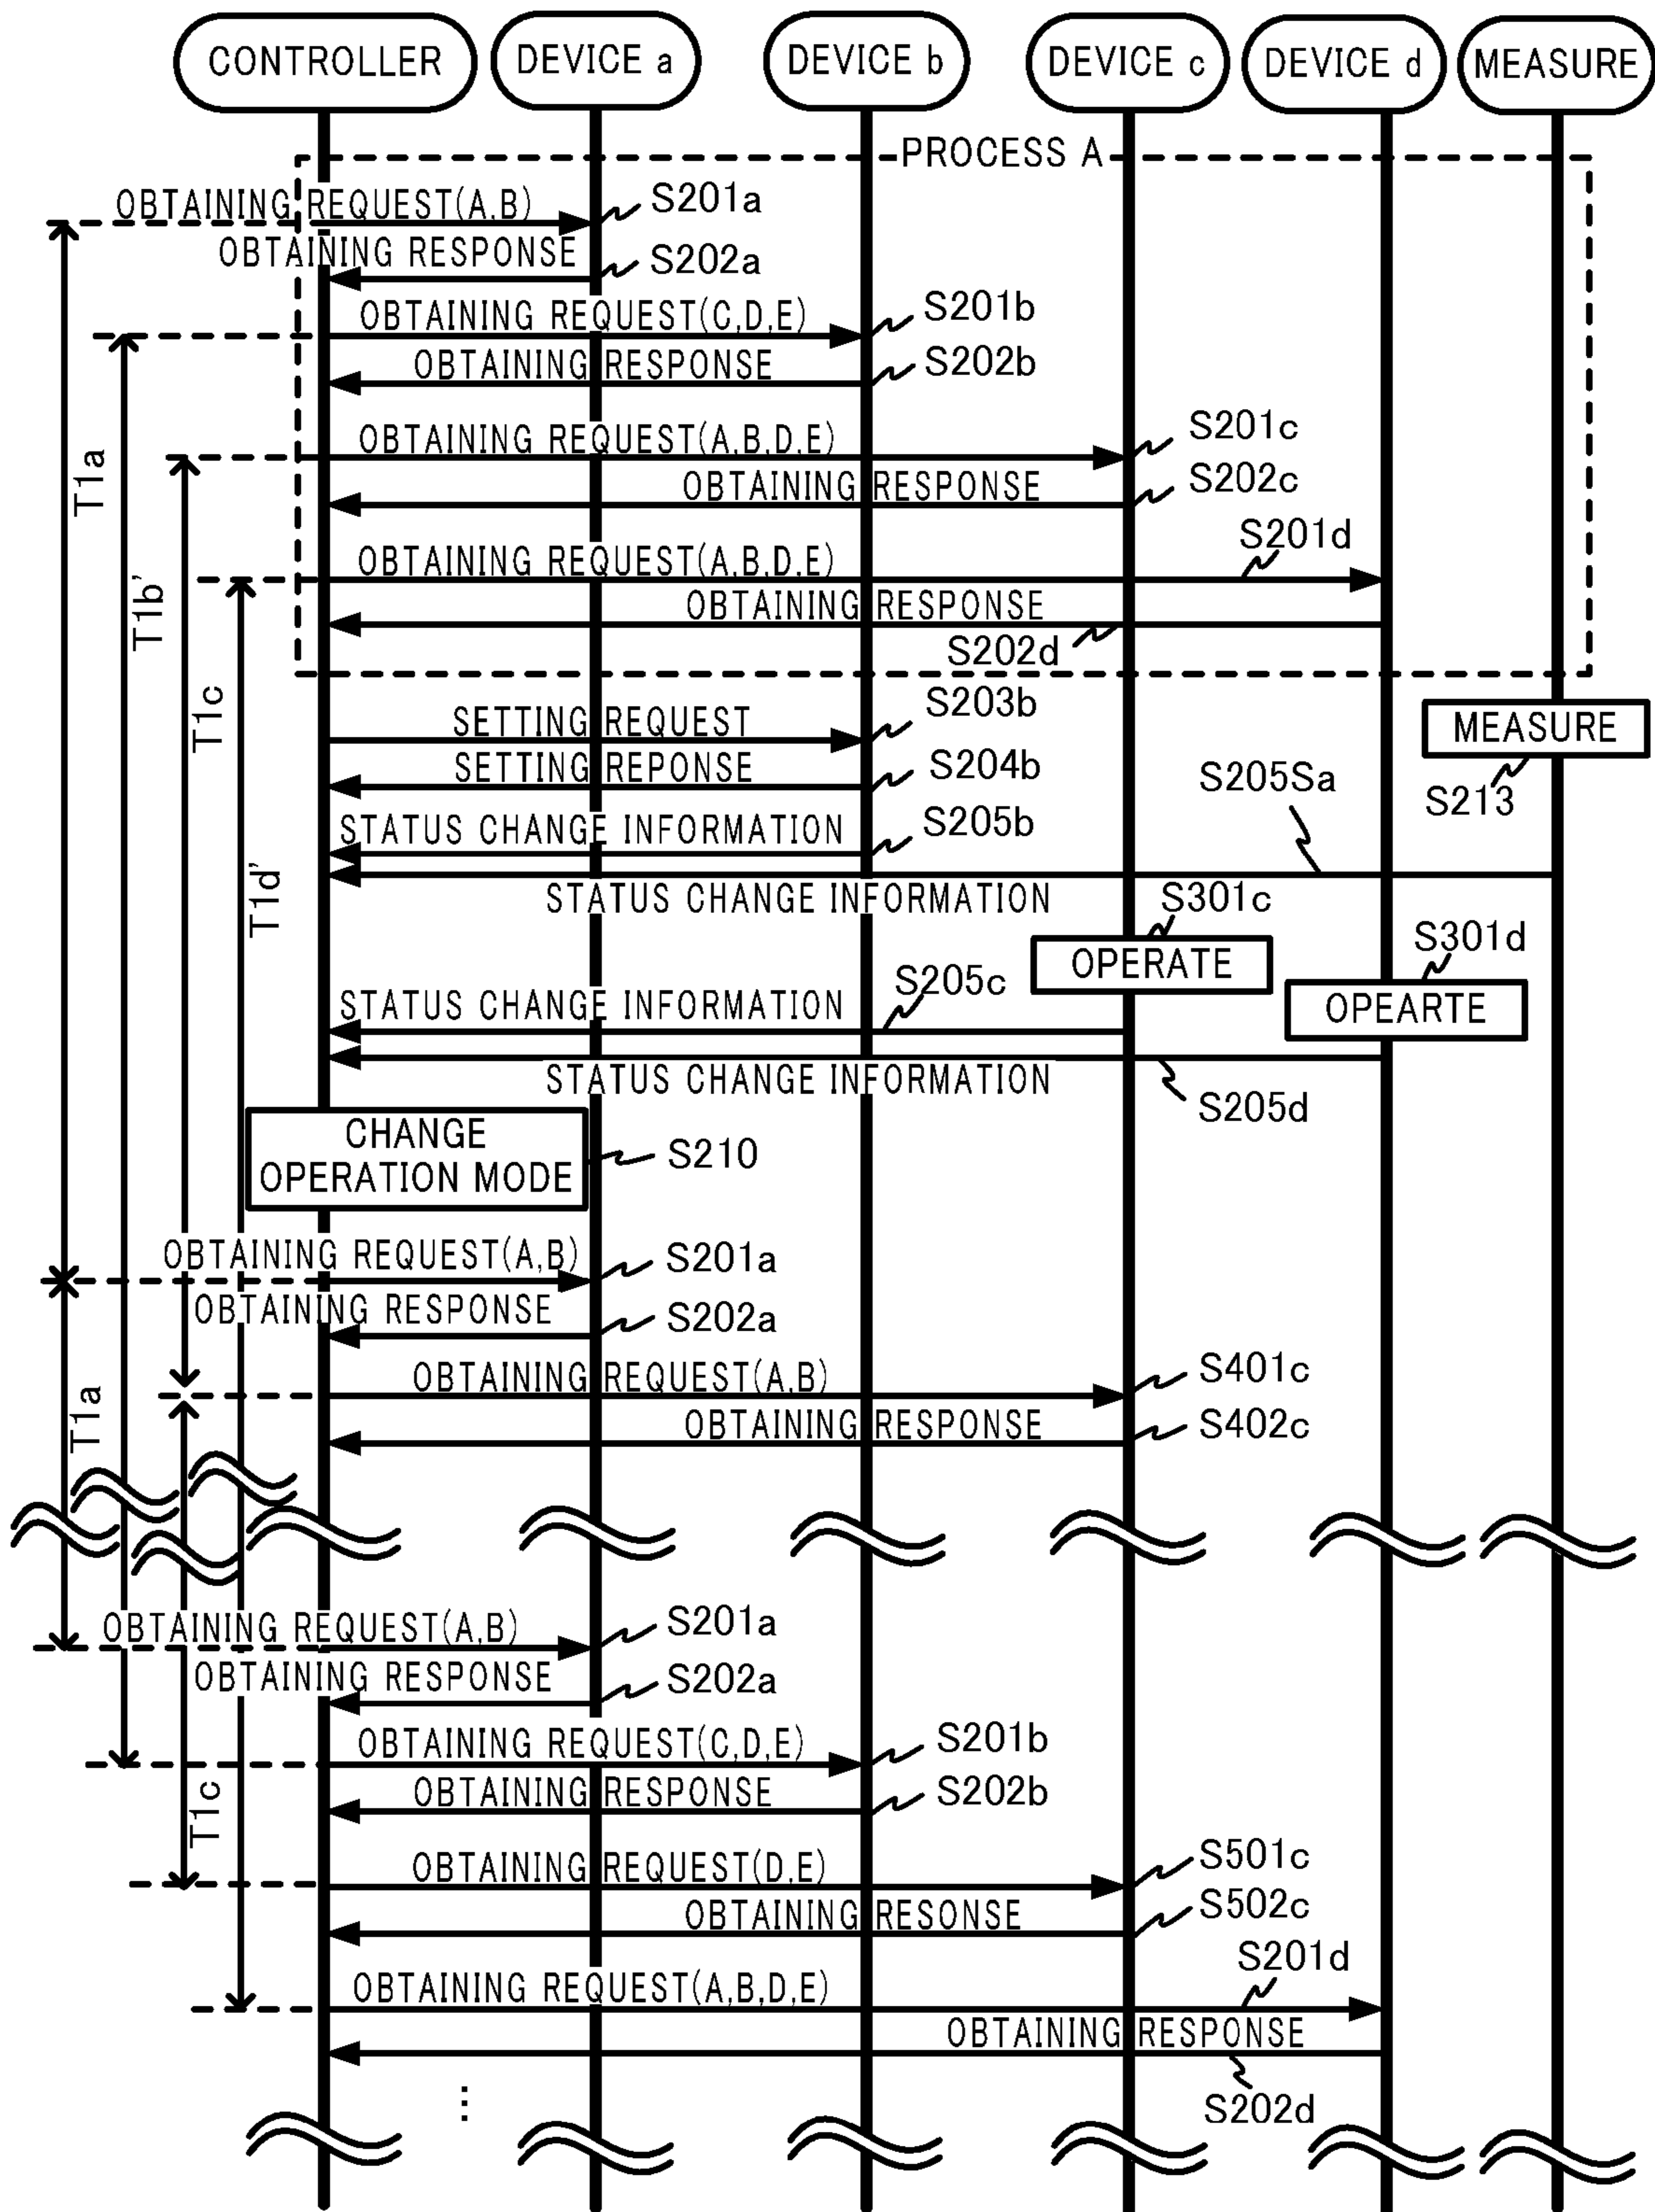 CONTROLLER
DEVICE a
DEVICE b
DEVICE c
DEVICE d
MEASURE
PROCESS A
OBTAINING REQUEST(A,B)
S201a
OBTAINING RESPONSE
S202a
OBTAINING REQUEST(C,D,E)
S201b
OBTAINING RESPONSE
S202b
OBTAINING REQUEST(A,B,D,E)
S201c
T1a
OBTAINING RESPONSE
S202c
S201d
OBTAINING REQUEST(A,B,D,E)
T1b'
OBTAINING RESPONSE
S202d
T1c
SETTING REQUEST
S203b
MEASURE
SETTING REPONSE
S204b
S205Sa
S213
STATUS CHANGE INFORMATION
S205b
T1d'
STATUS CHANGE INFORMATION
S301c
S301d
OPERATE
S205c
STATUS CHANGE INFORMATION
OPEARTE
STATUS CHANGE INFORMATION
S205d
CHANGE
OPERATION MODE
S210
OBTAINING REQUEST(A,B)
S201a
OBTAINING RESPONSE
S202a
OBTAINING REQUEST(A,B)
S401c
T1a
OBTAINING RESPONSE
S402c
OBTAINING REQUEST(A,B)
S201a
OBTAINING RESPONSE
S202a
OBTAINING REQUEST(C,D,E)
S201b
T1c
OBTAINING RESPONSE
S202b
OBTAINING REQUEST(D,E)
S501c
OBTAINING RESONSE
S502c
S201d
OBTAINING REQUEST(A,B,D,E)
OBTAINING RESPONSE
S202d
⋮